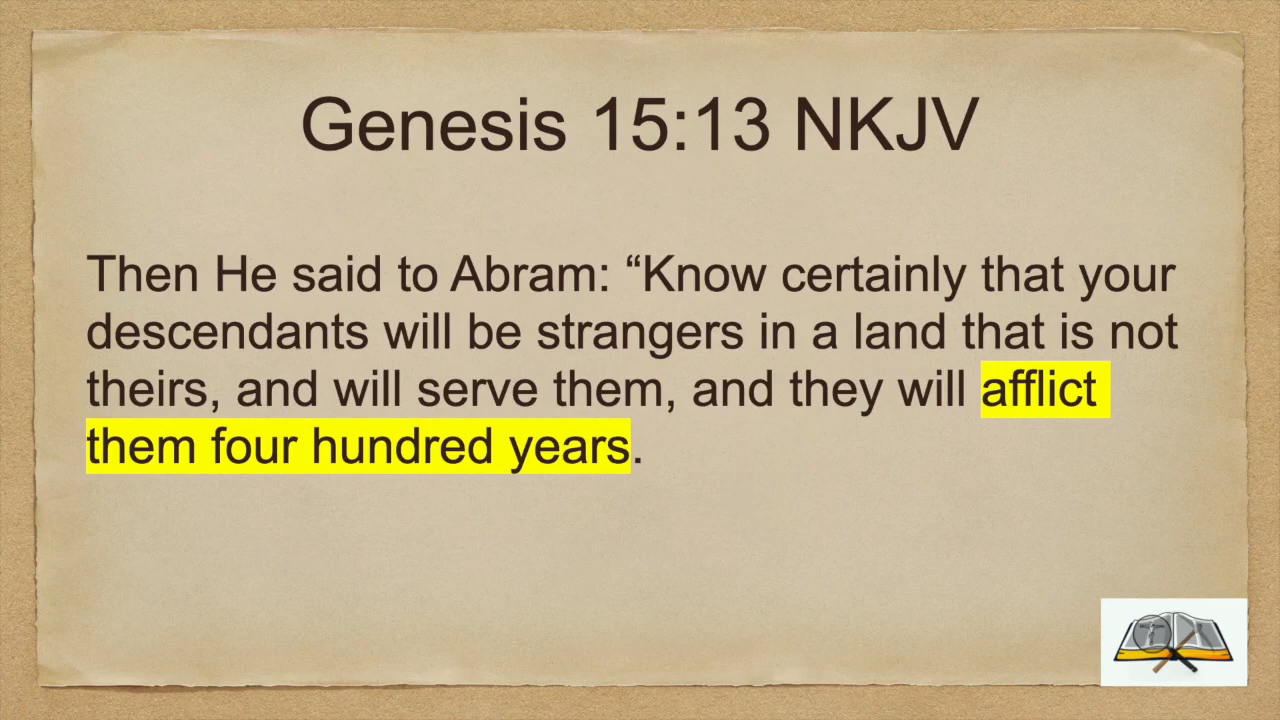 Genesis 15:13 NKJV
Then He said to Abram: “Know certainly that your
descendants will be strangers in a land that is not
theirs, and will serve them, and they will afflict
them four hundred years.